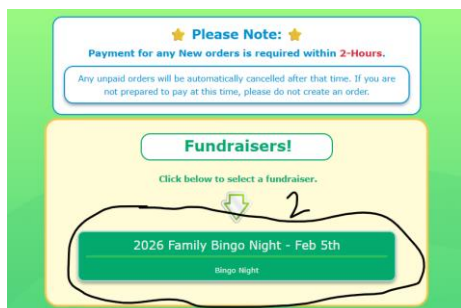 Please Note:
Payment for any New orders is required within 2-Hours.
Any unpaid orders will be automatically cancelled after that time. If you are
not prepared to pay at this time, please do not create an order.
Fundraisers!
Click below to select a fundraiser.
2
2026 Family Bingo Night - Feb 5th
Bingo Night